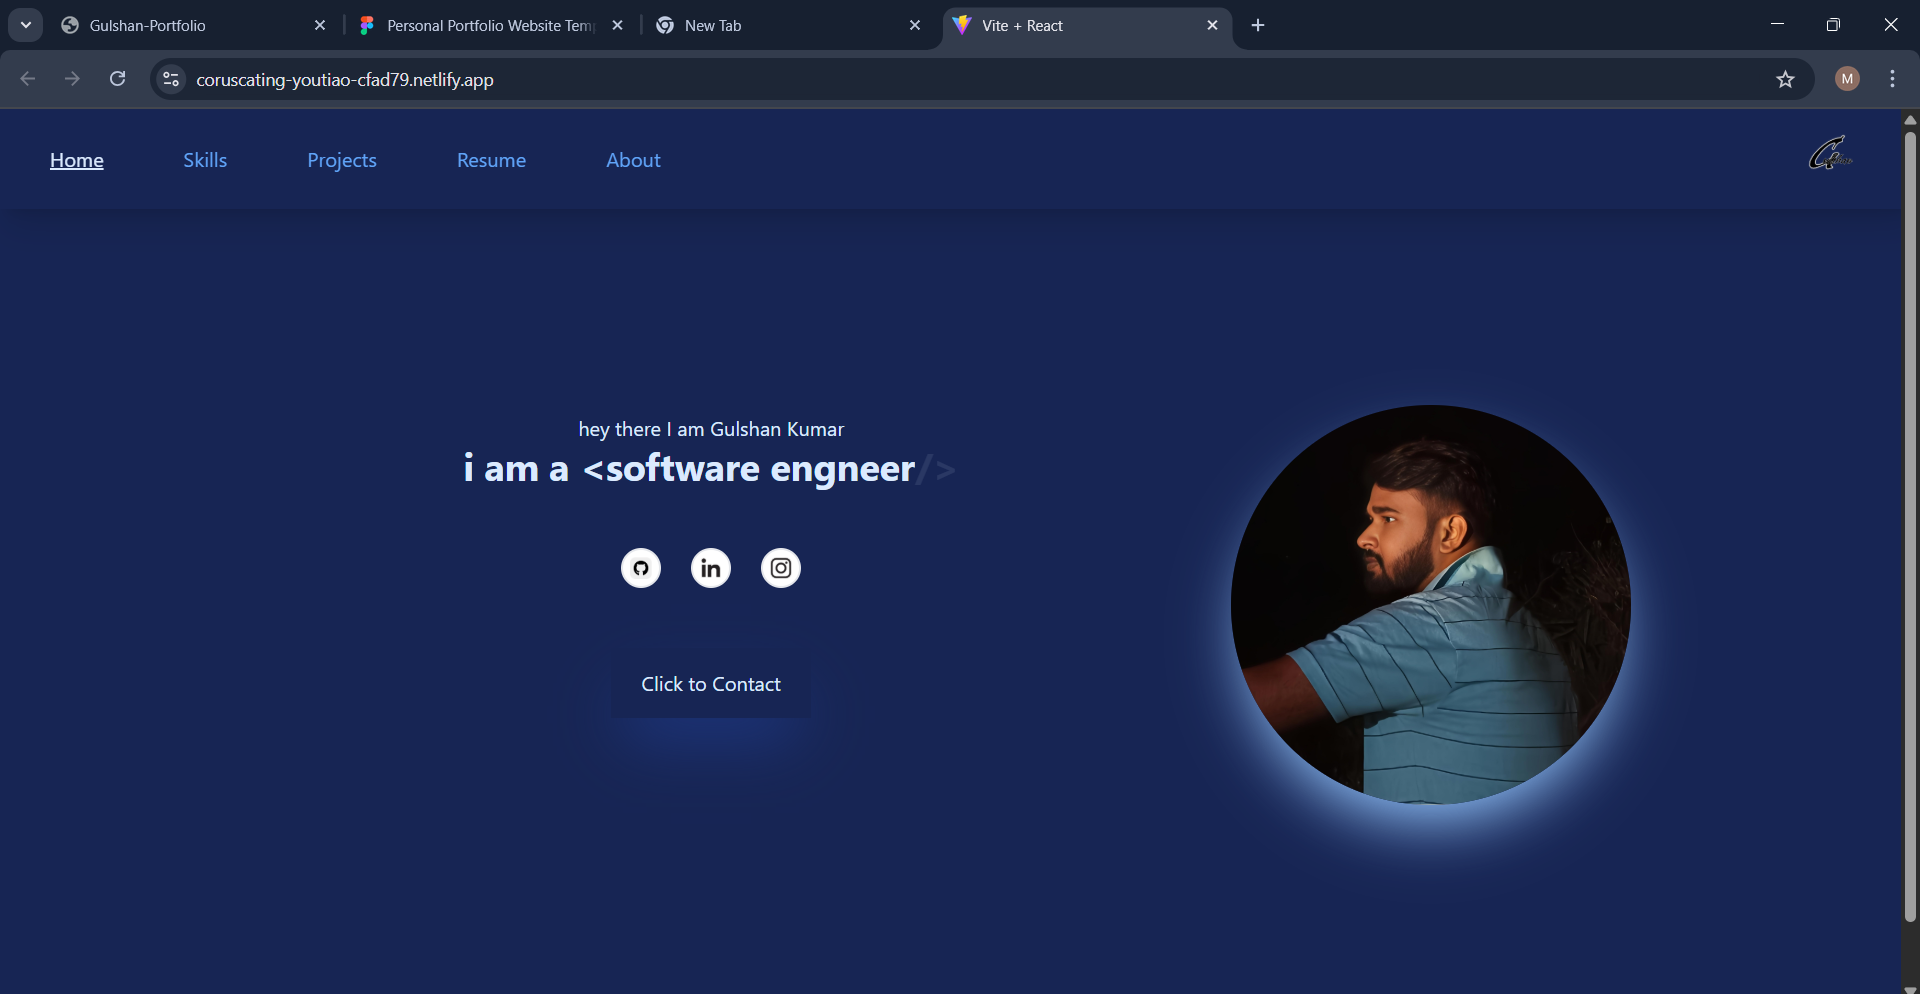 Gulshan-Portfolio
Personal Portfolio Website Tem
New Tab
Vite + React
coruscating-youtiao-cfad79.netlify.app
M
Home
Skills
Projects
Resume
About
hey there I am Gulshan Kumar
i am a <software engneer/>
in
Click to Contact